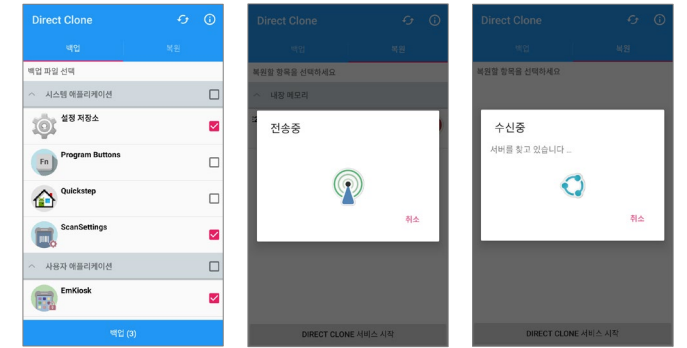 Direct Clone
백업
복원
백업 파일 선택
시스템 애플리케이션
설정 저장소
Program Buttons
Fn
Quickstep
ScanSettings
사용자 애플리케이션
EmKiosk
백업 (3)
Direct Clone
백업
복원
복원할 항목을 선택하세요
내장 메모리
전송중
취소
DIRECT CLONE 서비스 시작
Direct Clone
백업
복원
복원할 항목을 선택하세요
수신중
서버를 찾고 있습니다 ...
취소
DIRECT CLONE 서비스 시작